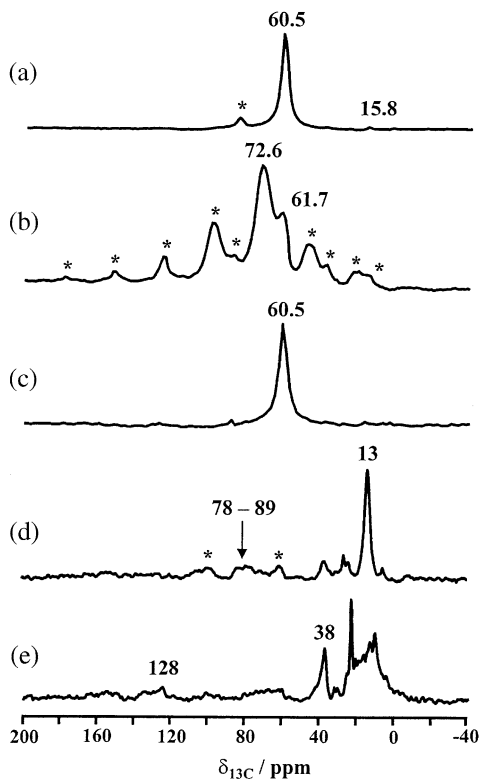 60.5
(a)
*
15.8
72.6
(b)
61.7
* * * * * * * * *
60.5
(c)
13
(d)
78 – 89
* *
(e)
38
128
200 160 120 80 40 0 -40
δ13C / ppm